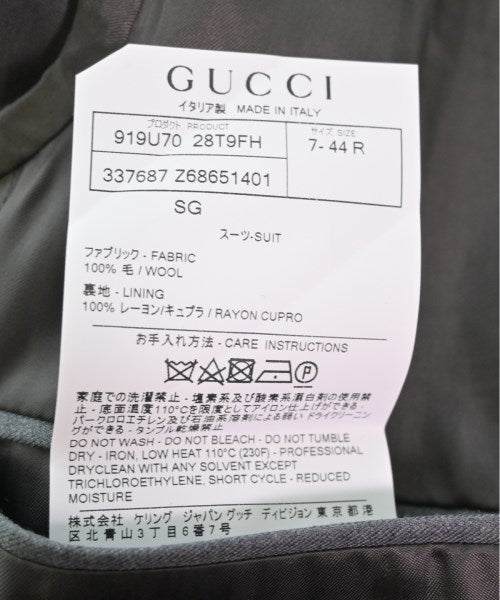 GUCCI
イタリア製 MADE IN ITALY
プロダクト PRODUCT
サイズ SIZE
919U70 28T9FH
7- 44 R
337687 Z68651401
SG
スーツ-SUIT
ファブリック - FABRIC
100% 毛 / WOOL
裏地 - LINING
100% レーヨン/キュプラ / RAYON CUPRO
お手入れ方法 - CARE INSTRUCTIONS
P
家庭での洗濯禁止 - 塩素系及び酸素系漂白剤の使用禁
止 - 底面温度110°Cを限度としてアイロン仕上げができる -
パークロロエチレン及び石油系溶剤による弱いドライクリーニン
グができる - タンブル乾燥禁止
DO NOT WASH - DO NOT BLEACH - DO NOT TUMBLE
DRY - IRON, LOW HEAT 110°C (230F) - PROFESSIONAL
DRYCLEAN WITH ANY SOLVENT EXCEPT
TRICHLOROETHYLENE, SHORT CYCLE - REDUCED
MOISTURE
株式会社 ケリング ジャパン グッチ ディビジョン 東京都 港
区北青山3丁目6番7号